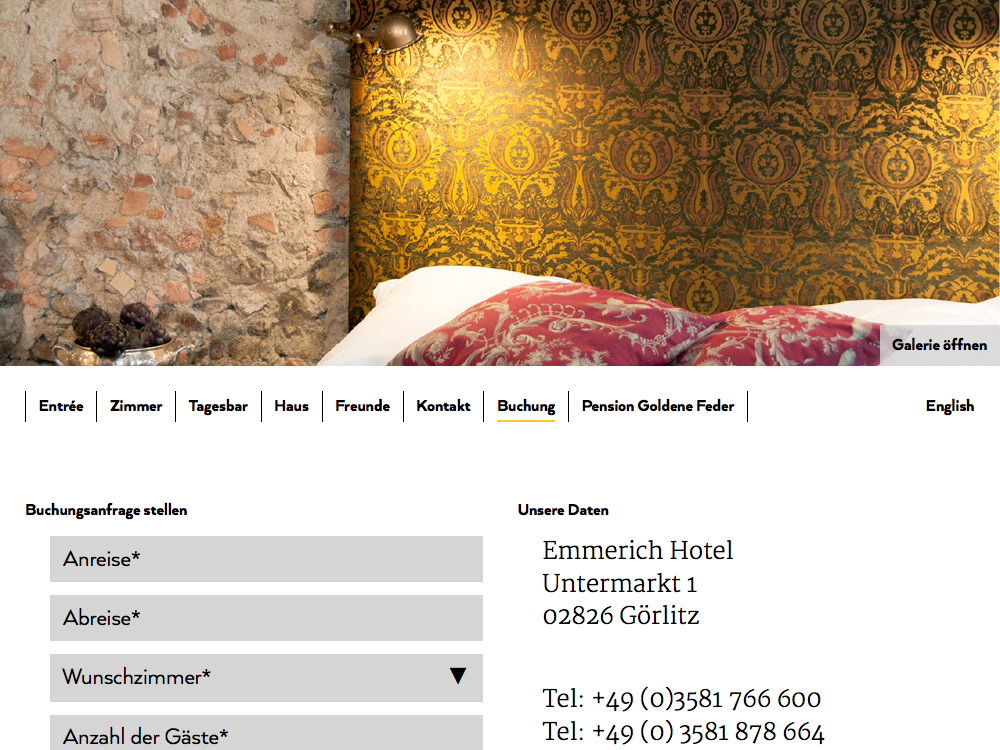 Galerie öffnen
Entrée
Zimmer
Tagesbar
Haus
Freunde
Kontakt
Buchung
Pension Goldene Feder
English
Buchungsanfrage stellen
Anreise*
Abreise*
Wunschzimmer*
Anzahl der Gäste*
Unsere Daten
Emmerich Hotel
Untermarkt 1
02826 Görlitz
Tel: +49 (0)3581 766 600
Tel: +49 (0) 3581 878 664